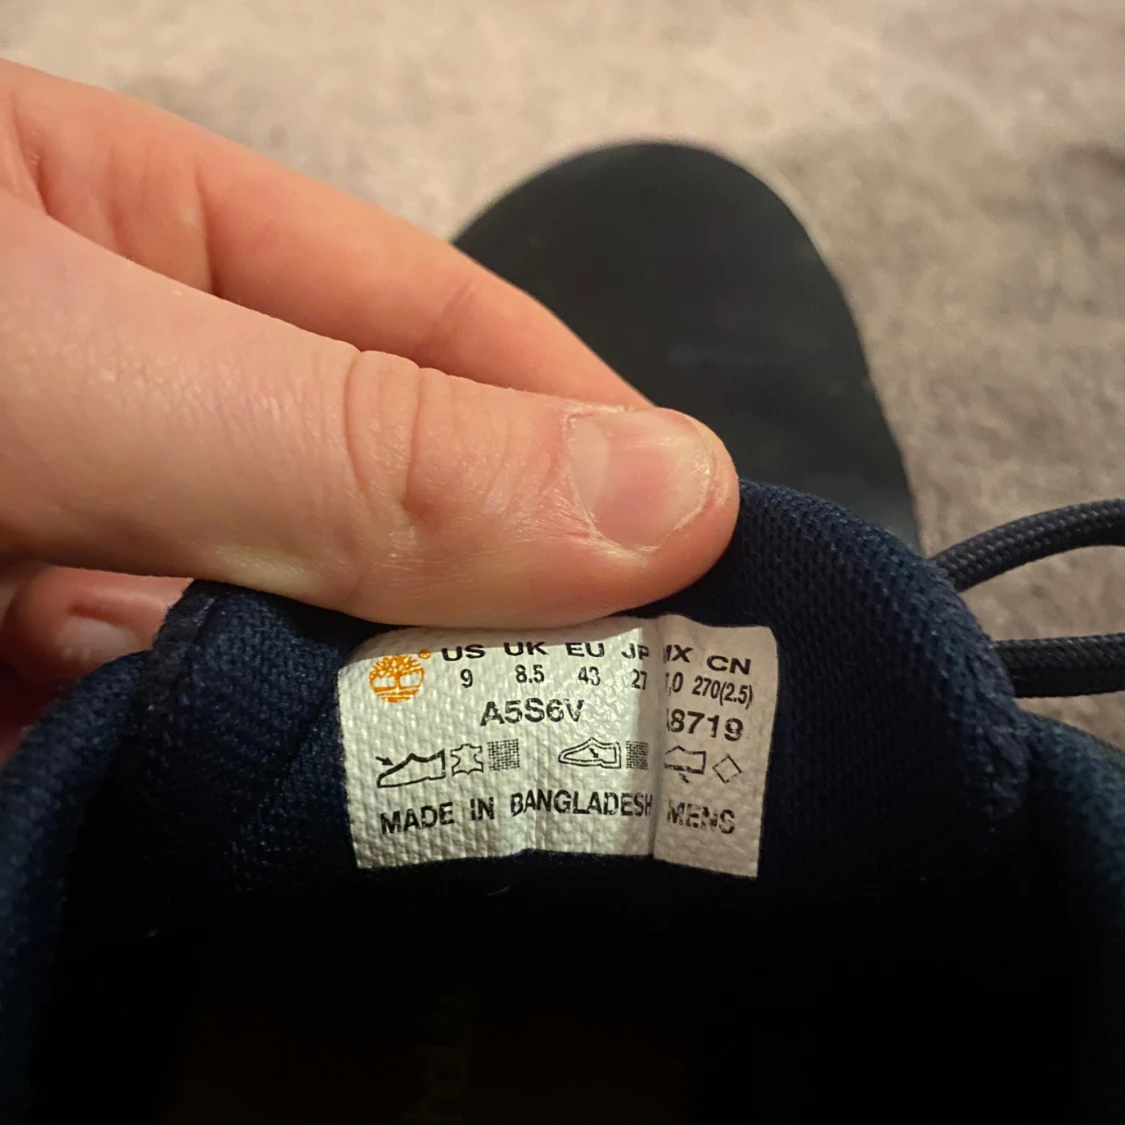 US UK EU JP MX CN
9 8.5 43 27 270(2.5)
A5S6V 8719
MADE IN BANGLADESH MENS